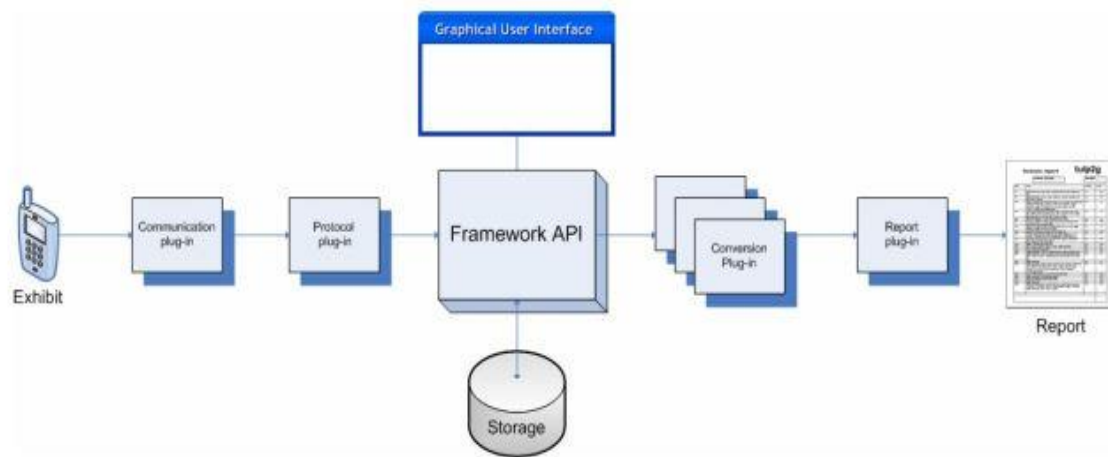 Graphical User Interface
Exhibit
Communication
plug-in
Protocol
plug-in
Framework API
Storage
Conversion
Plug-in
Report
plug-in
tulp2g
Report